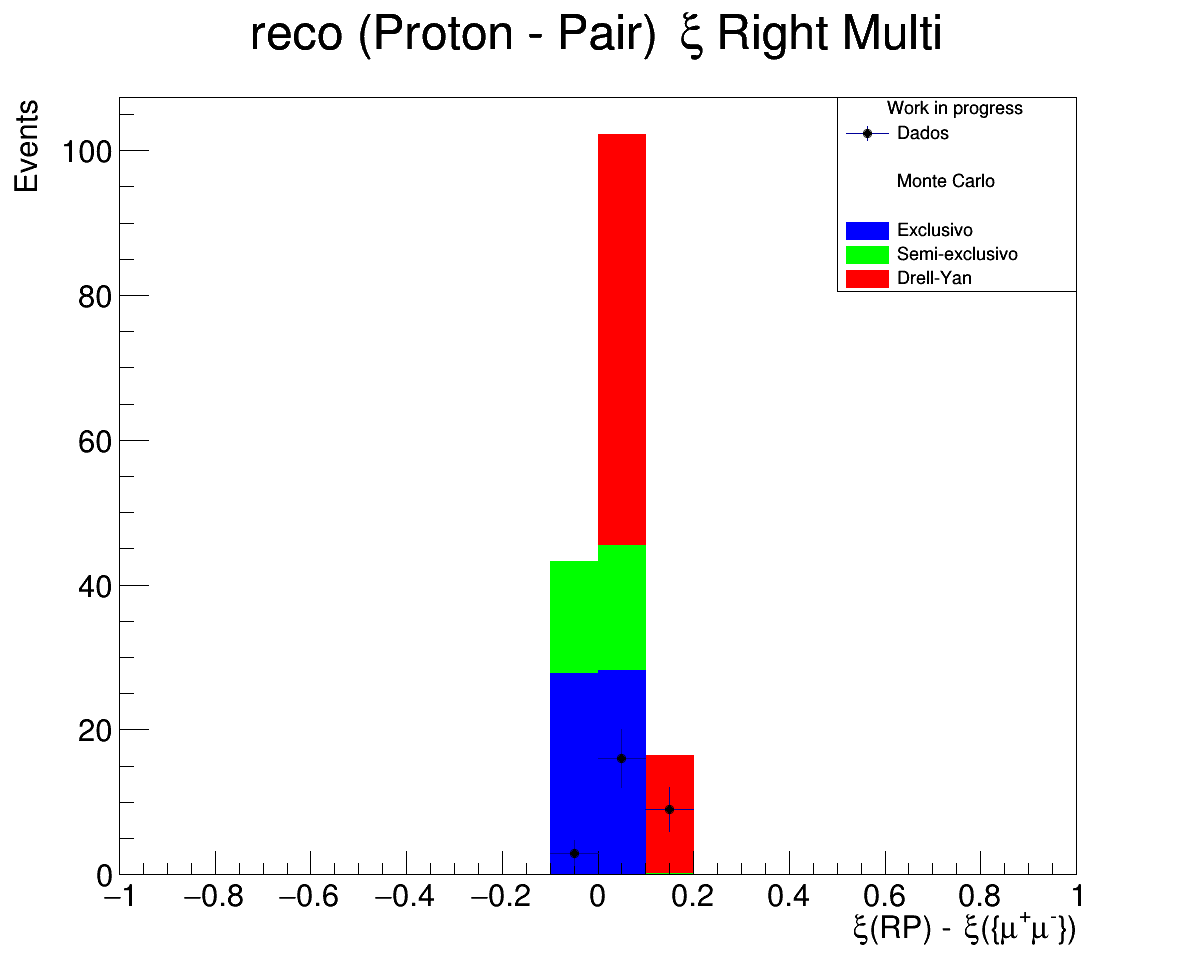 reco (Proton - Pair) ξ Right Multi
Events
100
80
60
40
20
0
Work in progress
Dados
Monte Carlo
Exclusivo
Semi-exclusivo
Drell-Yan
−1 −0.8 −0.6 −0.4 −0.2 0 0.2 0.4 0.6 0.8 1
ξ(RP) - ξ({μ⁺μ⁻})